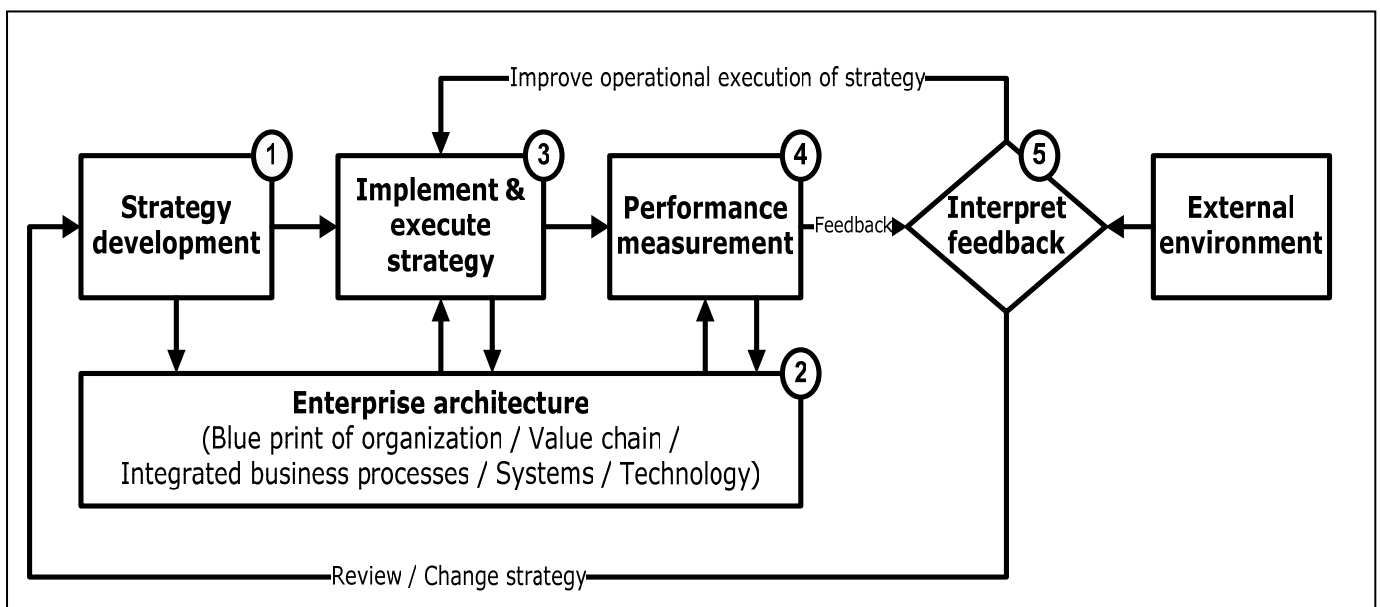 Improve operational execution of strategy
1
Strategy
development
3
Implement &
execute
strategy
4
Performance
measurement
Feedback
5
Interpret
feedback
External
environment
2
Enterprise architecture
(Blue print of organization / Value chain /
Integrated business processes / Systems / Technology)
Review / Change strategy